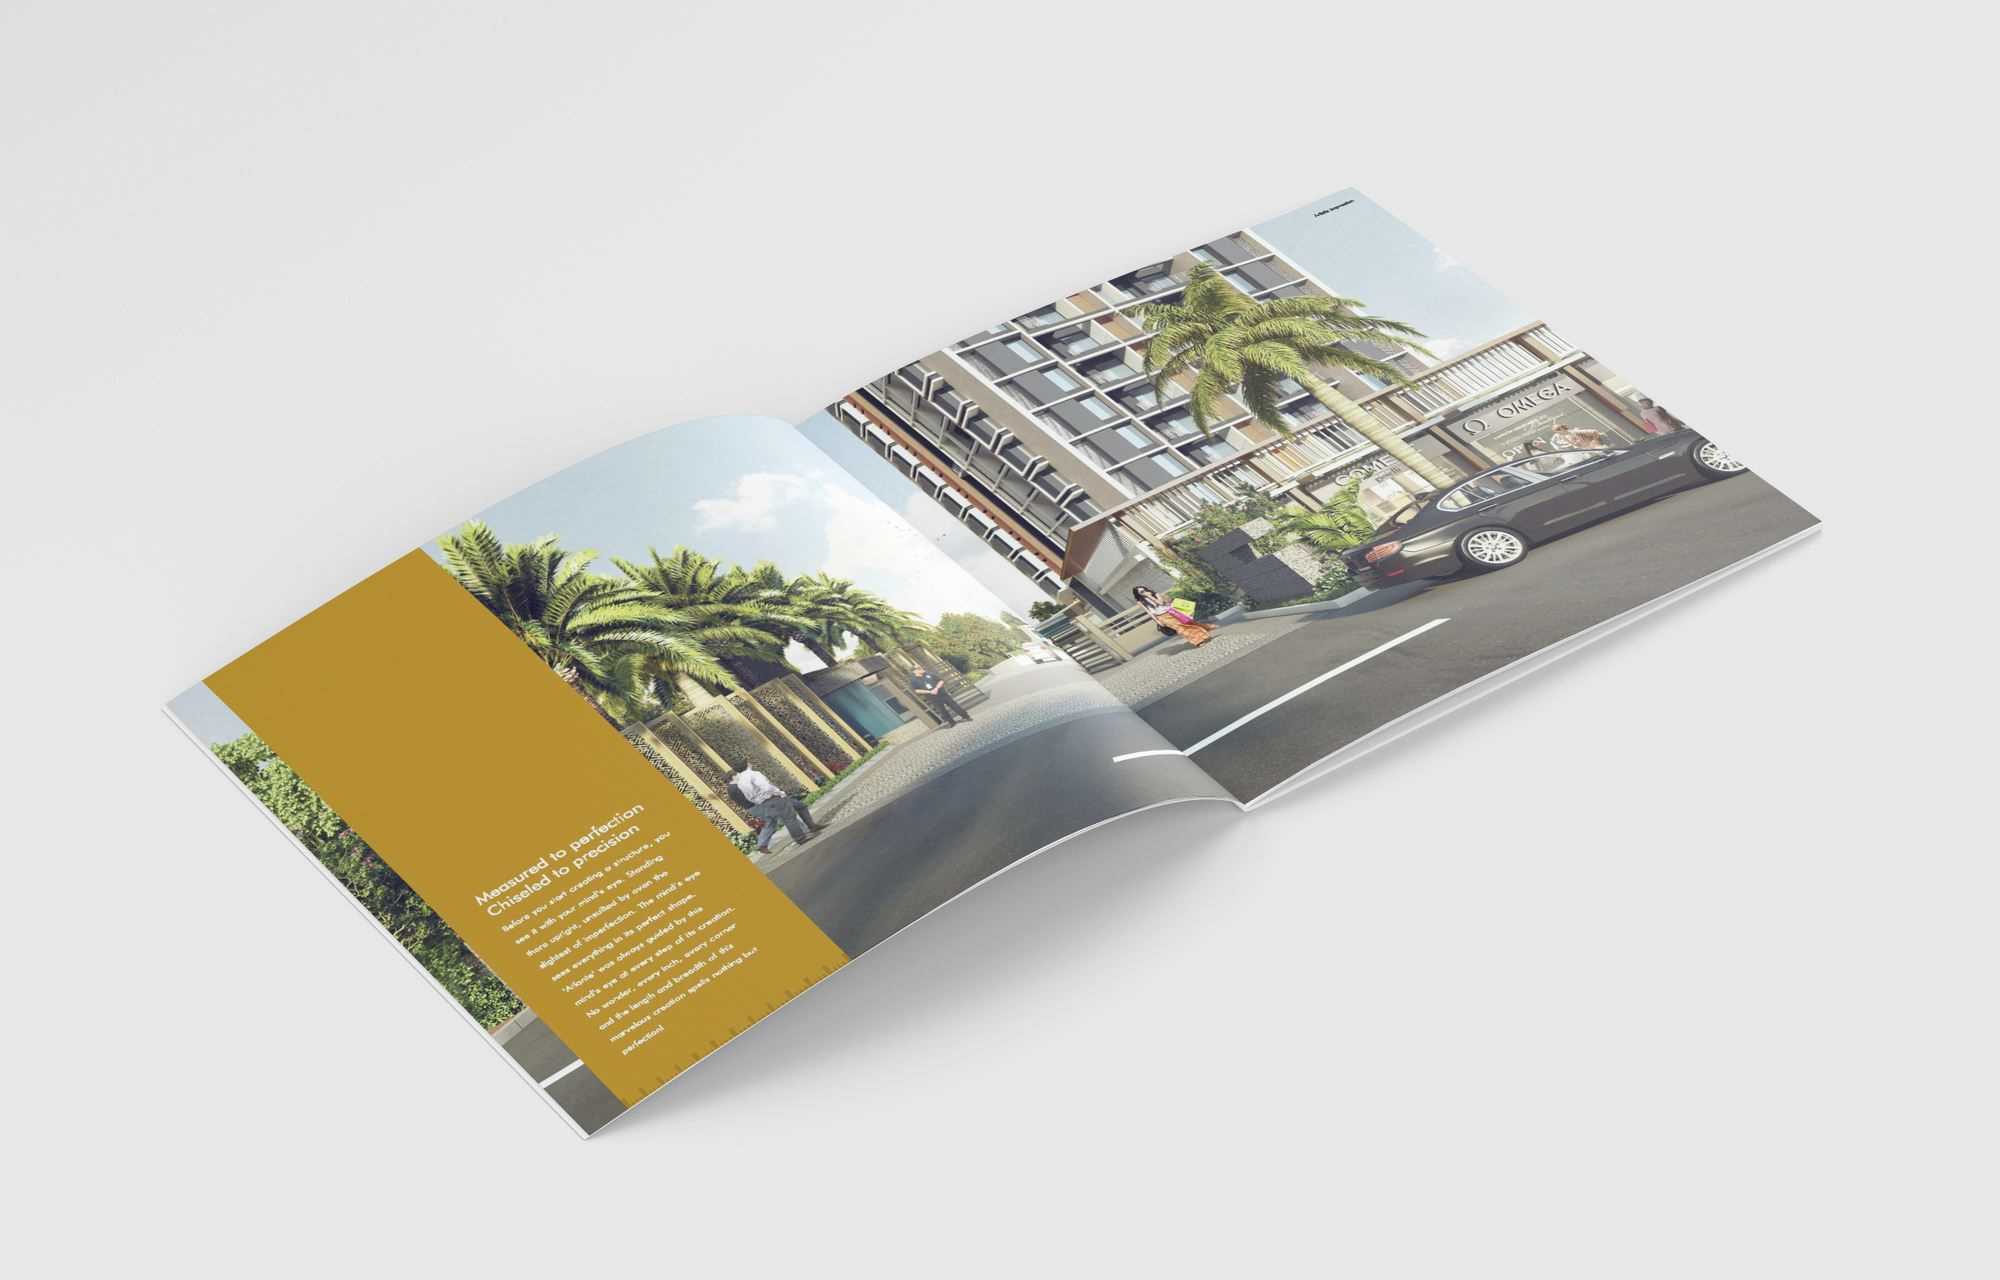 Measured to perfection
Chiseled to precision
Before you start creating a structure, you
see it with your mind's eye. Standing
there upright, unsullied by even the
slightest of imperfection. The mind's eye
sees everything in its perfect shape.
'Atlante' was always guided by this
mind's eye at every step of its creation.
No wonder, every inch, every corner
and the length and breadth of this
marvelous creation spells nothing but
perfection!
Artistic Impression
Ω OMEGA